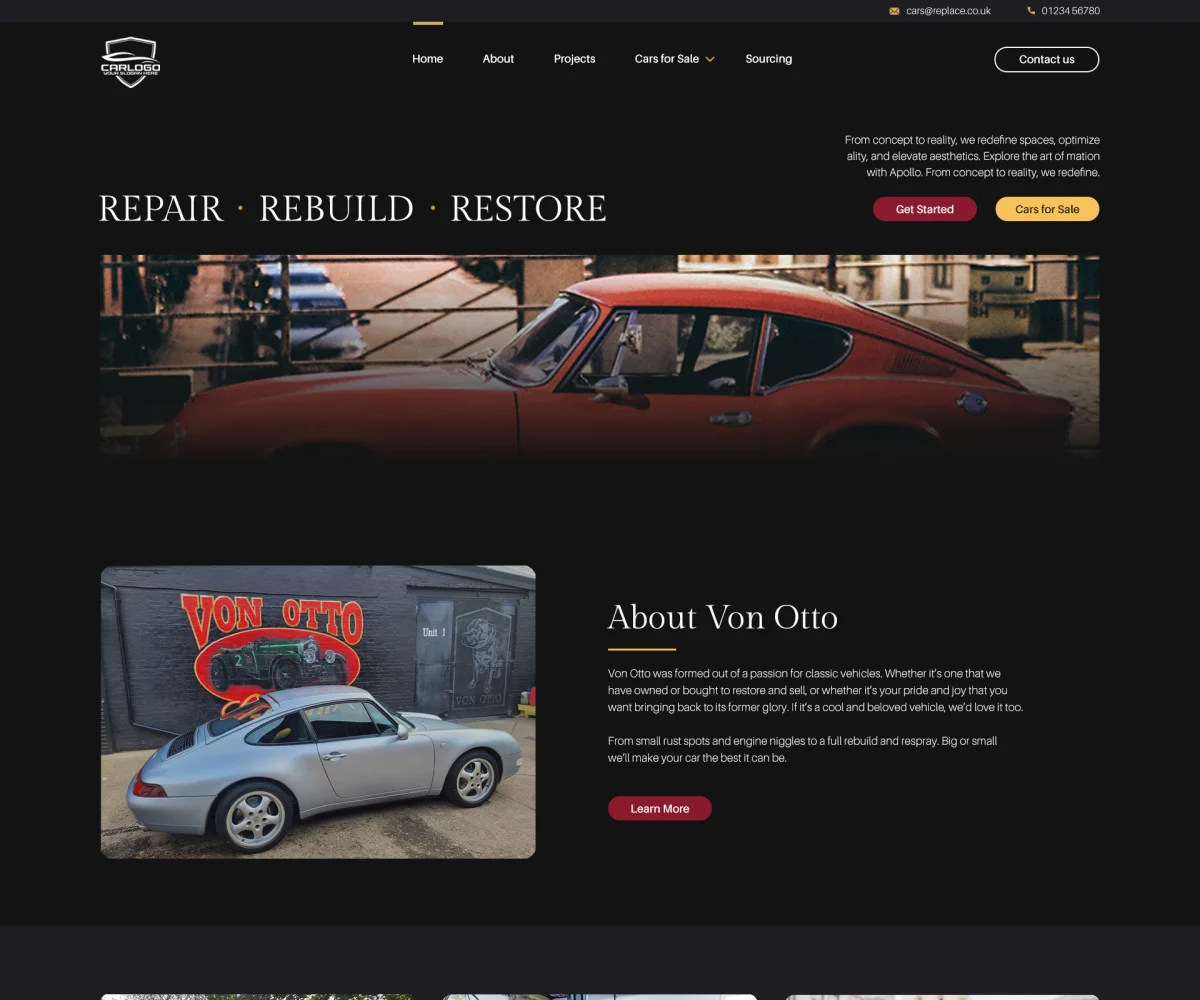 cars@replace.co.uk
01234 56780
CARLOGO
YOUR SLOGAN HERE
Home
About
Projects
Cars for Sale
Sourcing
Contact us
From concept to reality, we redefine spaces, optimize
ality, and elevate aesthetics. Explore the art of mation
with Apollo. From concept to reality, we redefine.
REPAIR · REBUILD · RESTORE
Get Started
Cars for Sale
VON OTTO
2
Unit 1
VON OTTO
About Von Otto
Von Otto was formed out of a passion for classic vehicles. Whether it's one that we
have owned or bought to restore and sell, or whether it's your pride and joy that you
want bringing back to its former glory. If it's a cool and beloved vehicle, we'd love it too.
From small rust spots and engine niggles to a full rebuild and respray. Big or small
we'll make your car the best it can be.
Learn More